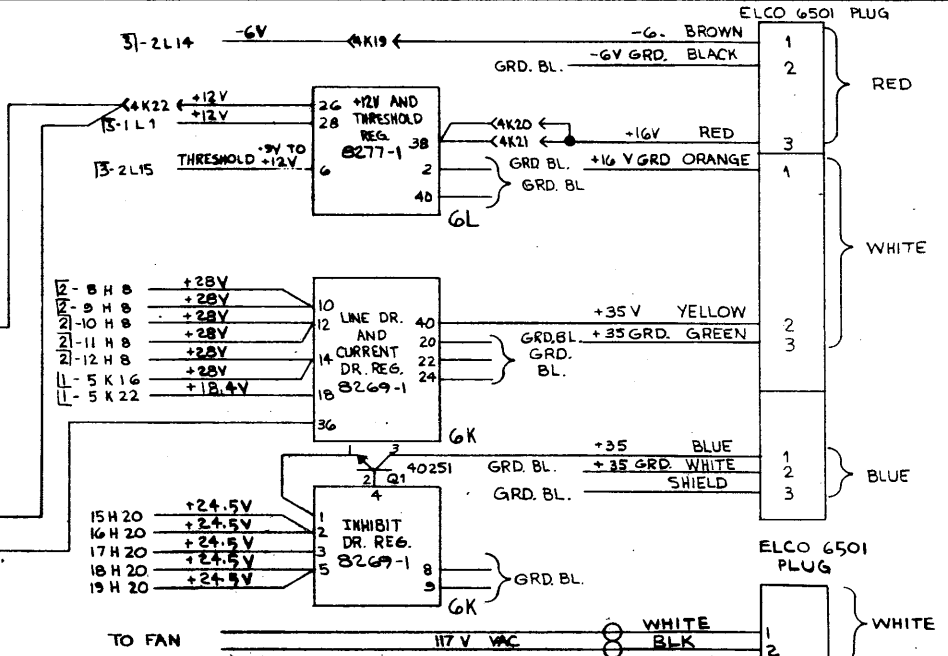 ELCO 6501 PLUG
3-2L14 -6V 4K19 -6. BROWN 1
GRD. BL. -6V GRD. BLACK 2
RED
4K22 +12V 26 +12V AND
3-1L1 +12V 28 THRESHOLD
REG.
8277-1
38
4K20
4K21 +16V RED 3
3-2L15 THRESHOLD +9V TO +12V 6
2 GRD BL. +16 V GRD ORANGE 1
40 GRD. BL
6L
WHITE
2-8H8 +28V 10
2-9H8 +28V
2-10H8 +28V 12
2-11H8 +28V
2-12H8 +28V 14
1-5K16 +28V
1-5K22 +18.4V 18
36
LINE DR.
AND
CURRENT
DR. REG.
8269-1
40 +35V YELLOW 2
20 GRD.BL. +35 GRD. GREEN 3
22 GRD.
24 BL.
6K
1 3
2 Q1
4
40251
+35 BLUE 1
GRD. BL. +35 GRD. WHITE 2
GRD. BL. SHIELD 3
BLUE
15H20 +24.5V 1
16H20 +24.5V 2
17H20 +24.5V 3
18H20 +24.5V 5
19H20 +24.5V
INHIBIT
DR. REG.
8269-1
8
9
GRD. BL.
6K
ELCO 6501
PLUG
TO FAN 117 V VAC
WHITE 1
BLK 2
WHITE